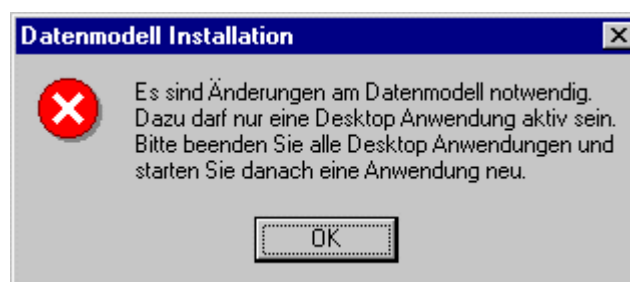 Datenmodell Installation
Es sind Änderungen am Datenmodell notwendig.
Dazu darf nur eine Desktop Anwendung aktiv sein.
Bitte beenden Sie alle Desktop Anwendungen und
starten Sie danach eine Anwendung neu.
OK